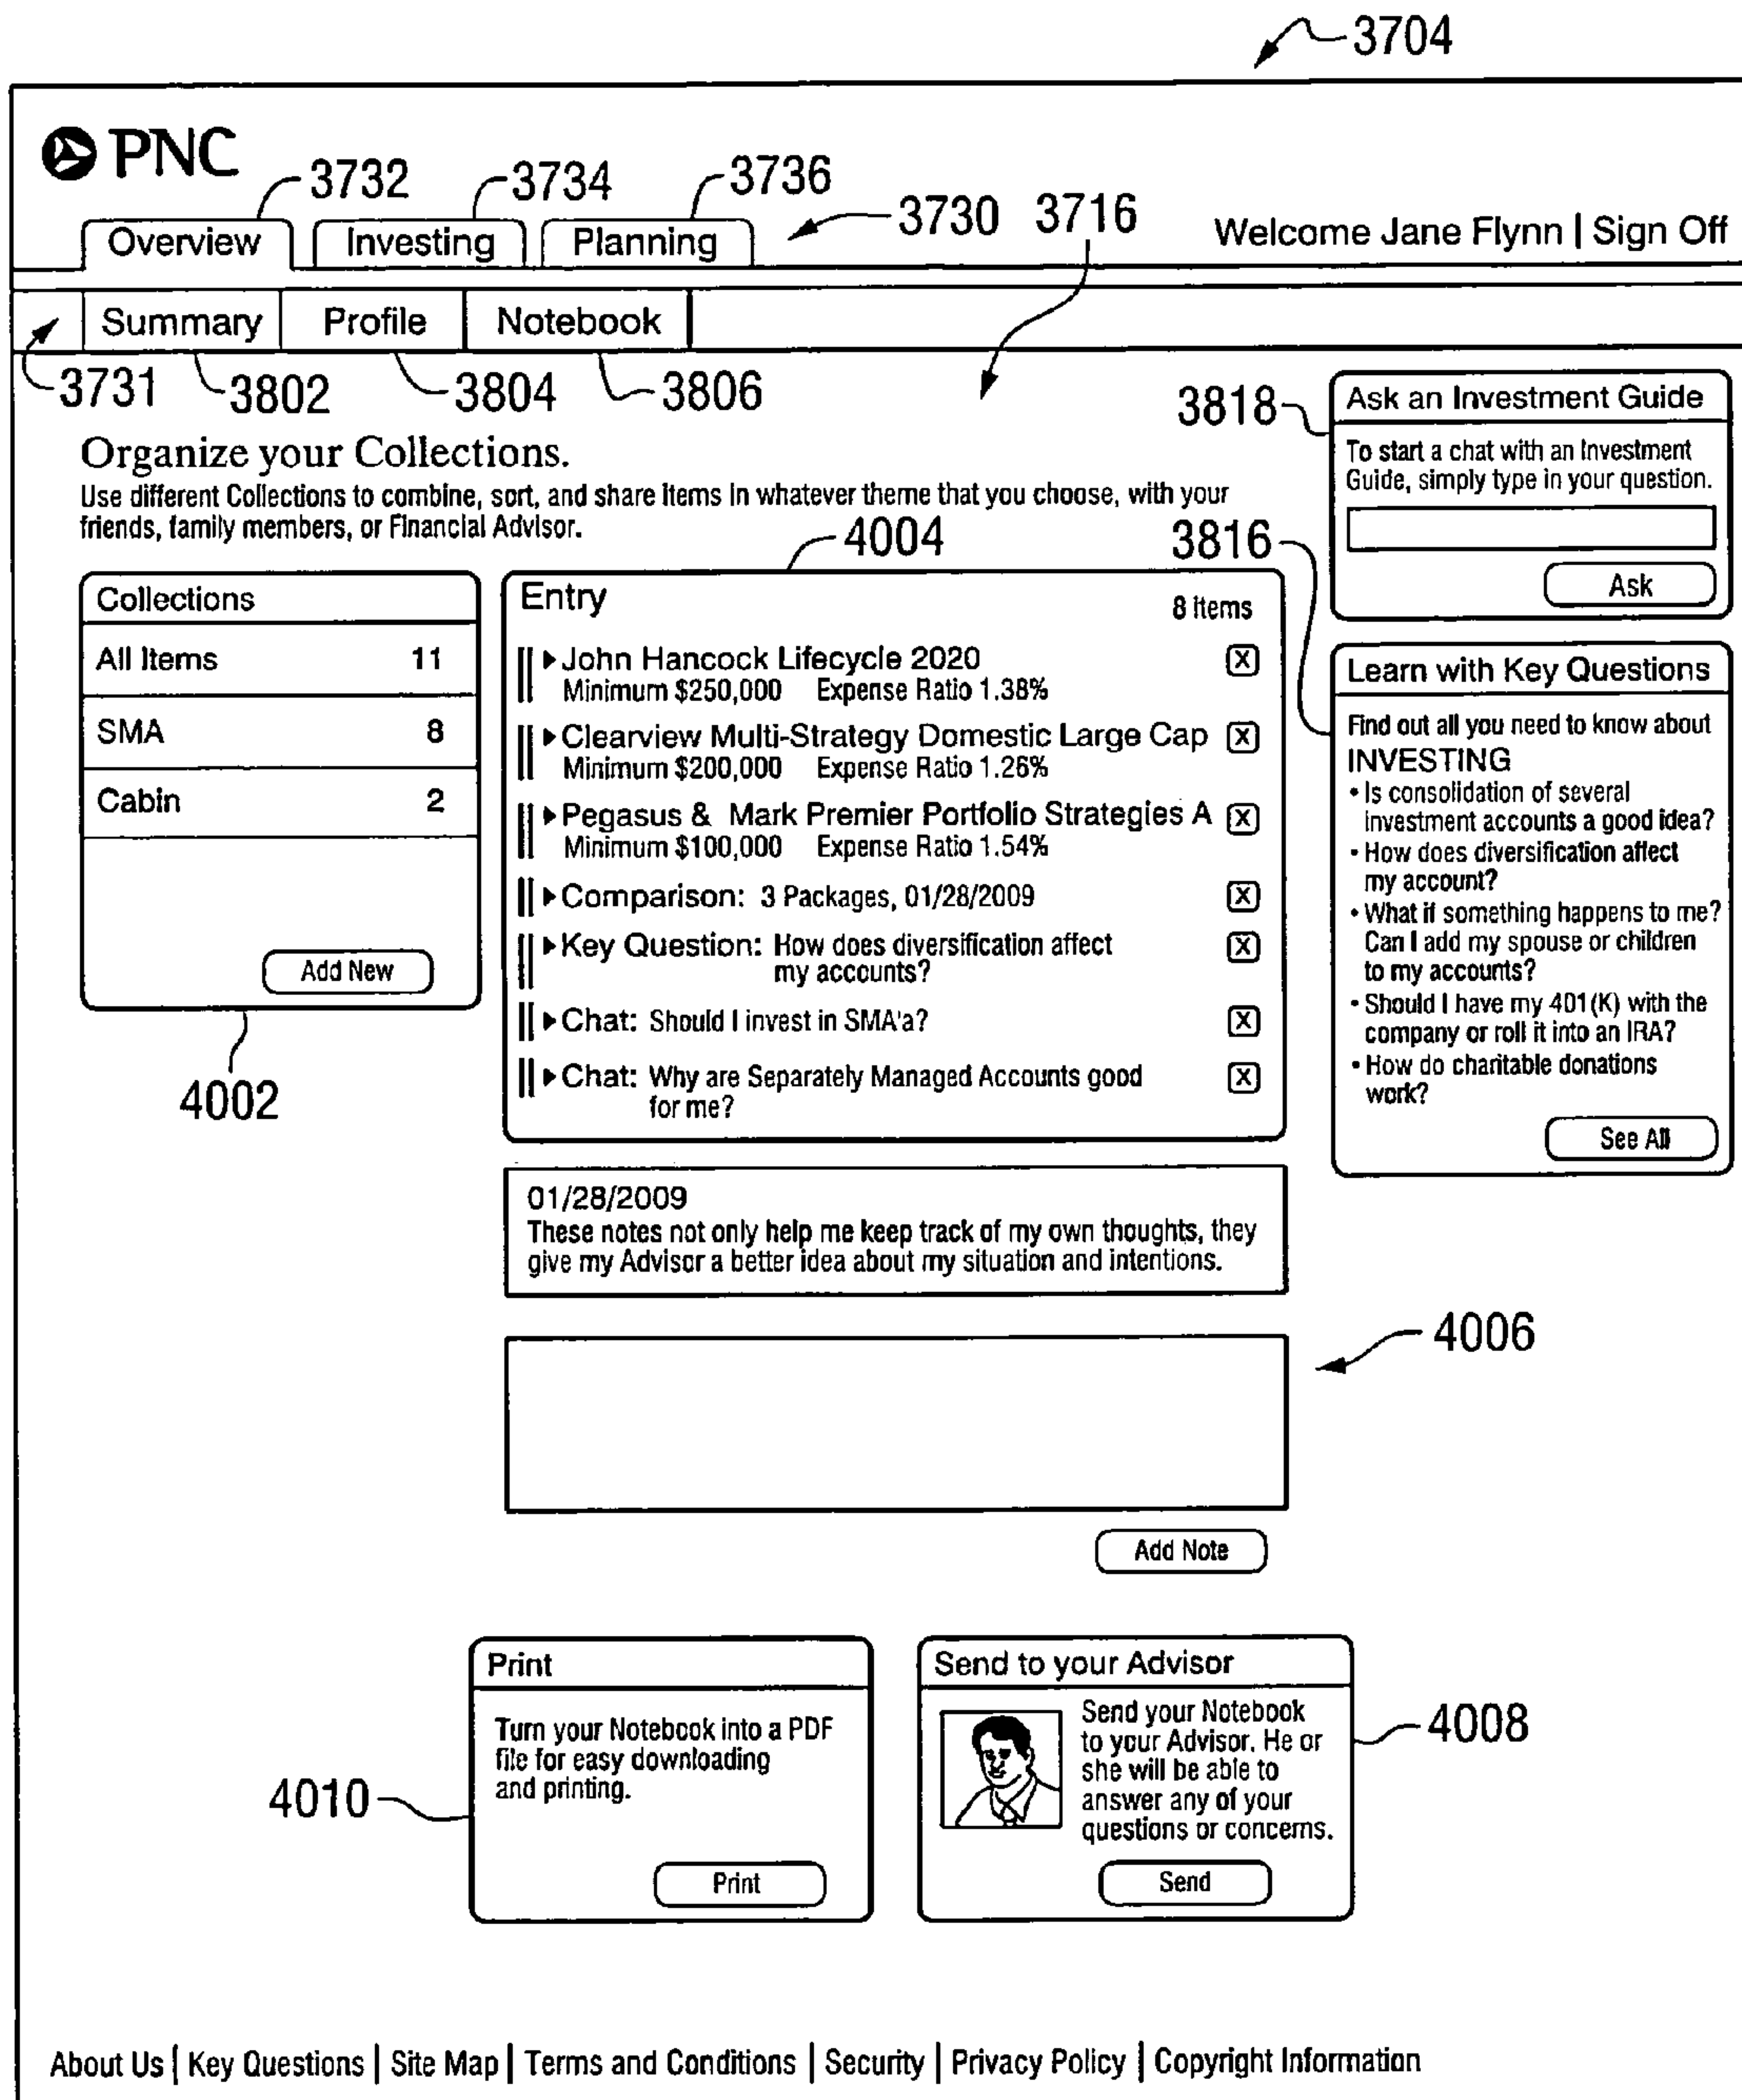 3704
PNC
3732
3734
3736
3730
3716
Overview
Investing
Planning
Welcome Jane Flynn | Sign Off
Summary
Profile
Notebook
3731
3802
3804
3806
Organize your Collections.
Use different Collections to combine, sort, and share items in whatever theme that you choose, with your
friends, family members, or Financial Advisor.
4004
Collections
All Items 11
SMA 8
Cabin 2
Add New
4002
Entry
8 Items
John Hancock Lifecycle 2020 X
Minimum $250,000 Expense Ratio 1.38%
Clearview Multi-Strategy Domestic Large Cap X
Minimum $200,000 Expense Ratio 1.26%
Pegasus & Mark Premier Portfolio Strategies A X
Minimum $100,000 Expense Ratio 1.54%
Comparison: 3 Packages, 01/28/2009 X
Key Question: How does diversification affect X
my accounts?
Chat: Should I invest in SMA'a? X
Chat: Why are Separately Managed Accounts good X
for me?
3818
Ask an Investment Guide
To start a chat with an Investment
Guide, simply type in your question.
Ask
3816
Learn with Key Questions
Find out all you need to know about
INVESTING
• Is consolidation of several
investment accounts a good idea?
• How does diversification affect
my account?
• What if something happens to me?
Can I add my spouse or children
to my accounts?
• Should I have my 401(K) with the
company or roll it into an IRA?
• How do charitable donations
work?
See All
01/28/2009
These notes not only help me keep track of my own thoughts, they
give my Advisor a better idea about my situation and intentions.
4006
Add Note
Print
Turn your Notebook into a PDF
file for easy downloading
and printing.
Print
4010
Send to your Advisor
Send your Notebook
to your Advisor. He or
she will be able to
answer any of your
questions or concerns.
Send
4008
About Us | Key Questions | Site Map | Terms and Conditions | Security | Privacy Policy | Copyright Information